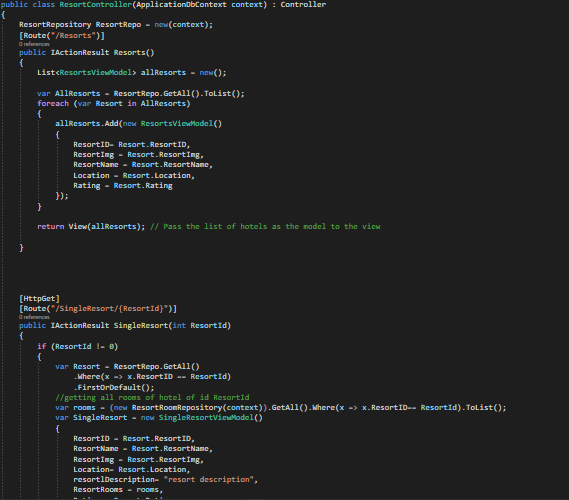 public class ResortController(ApplicationDbContext context) : Controller
{
ResortRepository ResortRepo = new(context);
[Route("/Resorts")]
0 references
public IActionResult Resorts()
{
List<ResortsViewModel> allResorts = new();
var AllResorts = ResortRepo.GetAll().ToList();
foreach (var Resort in AllResorts)
{
allResorts.Add(new ResortsViewModel()
{
ResortID= Resort.ResortID,
ResortImg = Resort.ResortImg,
ResortName = Resort.ResortName,
Location = Resort.Location,
Rating = Resort.Rating
});
}
return View(allResorts); // Pass the list of hotels as the model to the view
}
[HttpGet]
[Route("/SingleResort/{ResortId}")]
0 references
public IActionResult SingleResort(int ResortId)
{
if (ResortId != 0)
{
var Resort = ResortRepo.GetAll()
.Where(x => x.ResortID == ResortId)
.FirstOrDefault();
//getting all rooms of hotel of id ResortId
var rooms = (new ResortRoomRepository(context)).GetAll().Where(x => x.ResortID== ResortId).ToList();
var SingleResort = new SingleResortViewModel()
{
ResortID = Resort.ResortID,
ResortName = Resort.ResortName,
ResortImg = Resort.ResortImg,
Location= Resort.Location,
resortlDescription= "resort description",
ResortRooms = rooms,